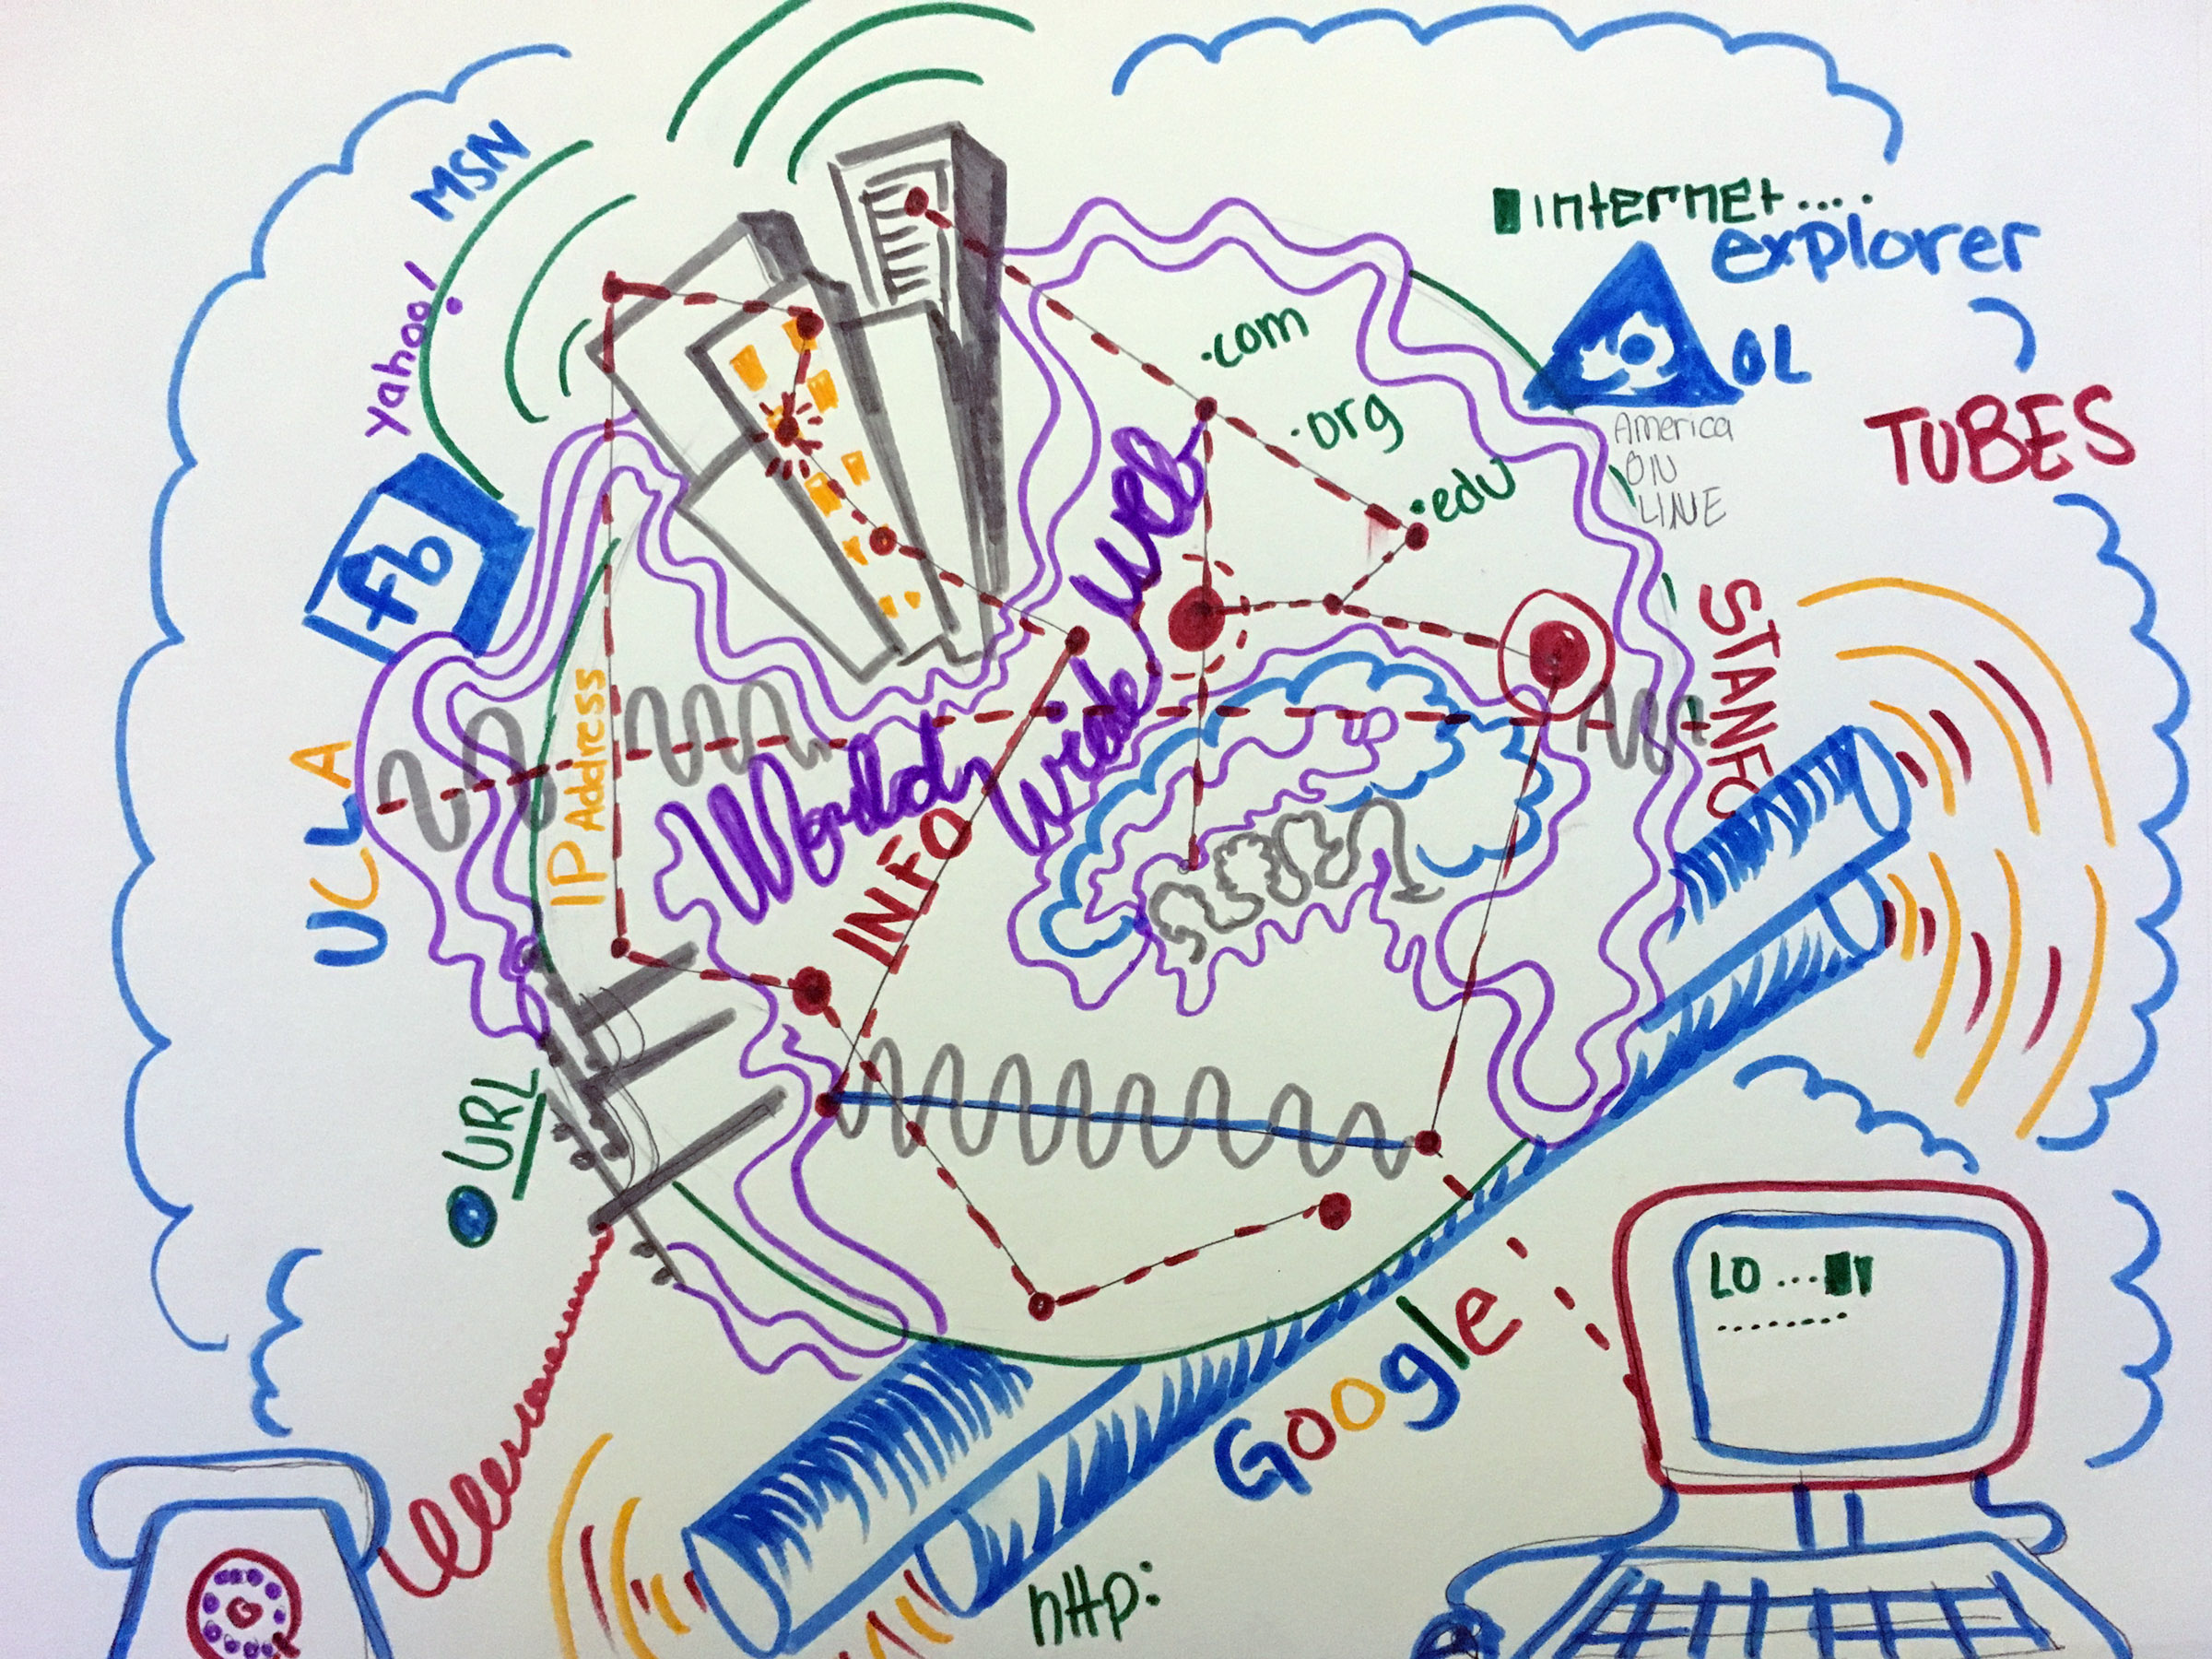 MSN
Yahoo!
internet....
explorer
OL
America
ON
LINE
TUBES
.com
.org
.edu
fb
STANFO
World
Wide
Web
IP Address
UCLA
INFO
URL
LO ...
Google
http: